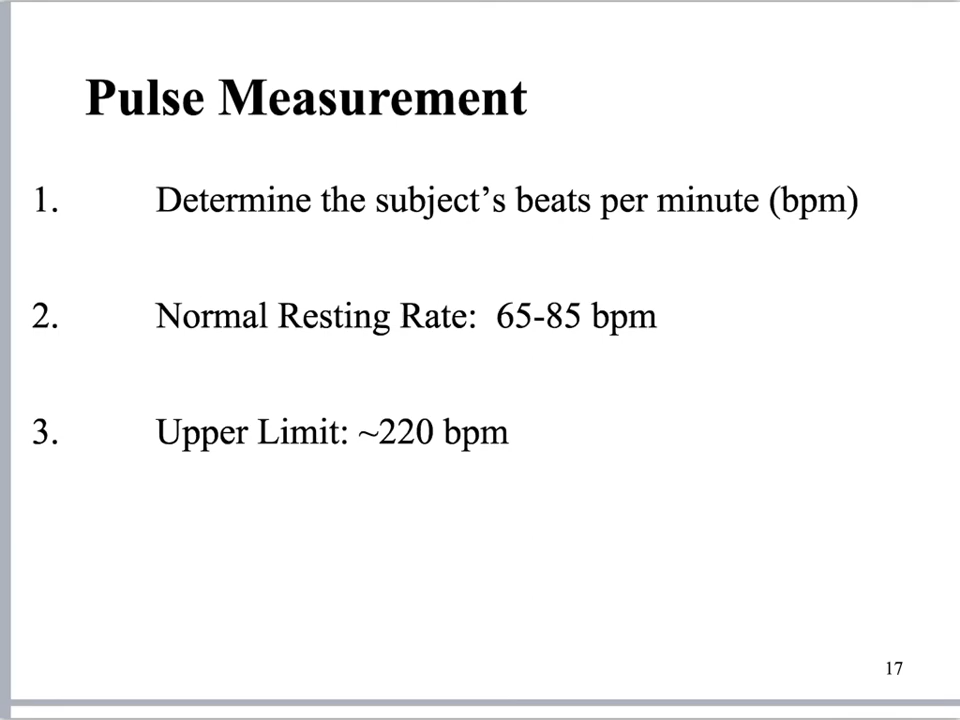 Pulse Measurement
1. Determine the subject's beats per minute (bpm)
2. Normal Resting Rate: 65-85 bpm
3. Upper Limit: ~220 bpm
17